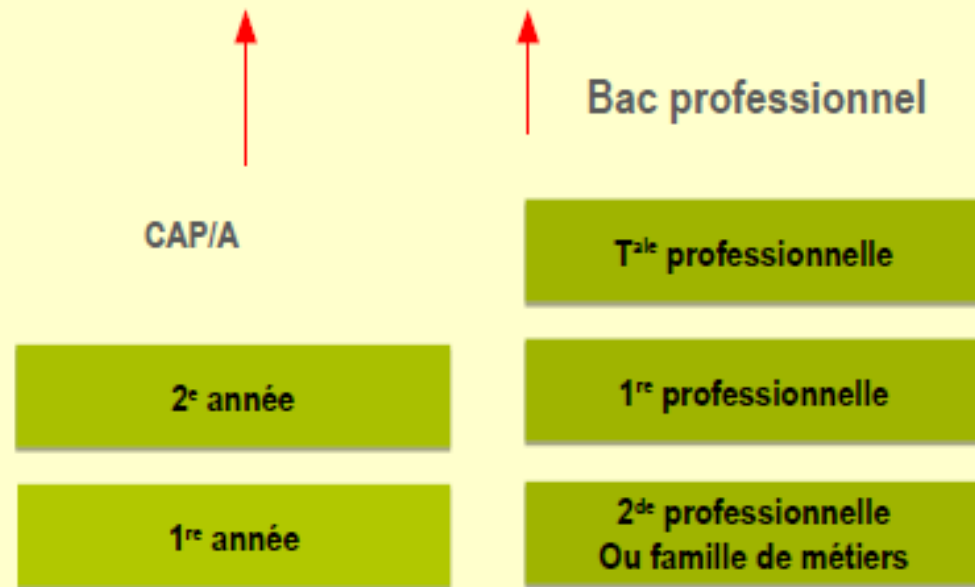 Bac professionnel
CAP/A
Tale professionnelle
2e année
1re professionnelle
1re année
2de professionnelle
Ou famille de métiers